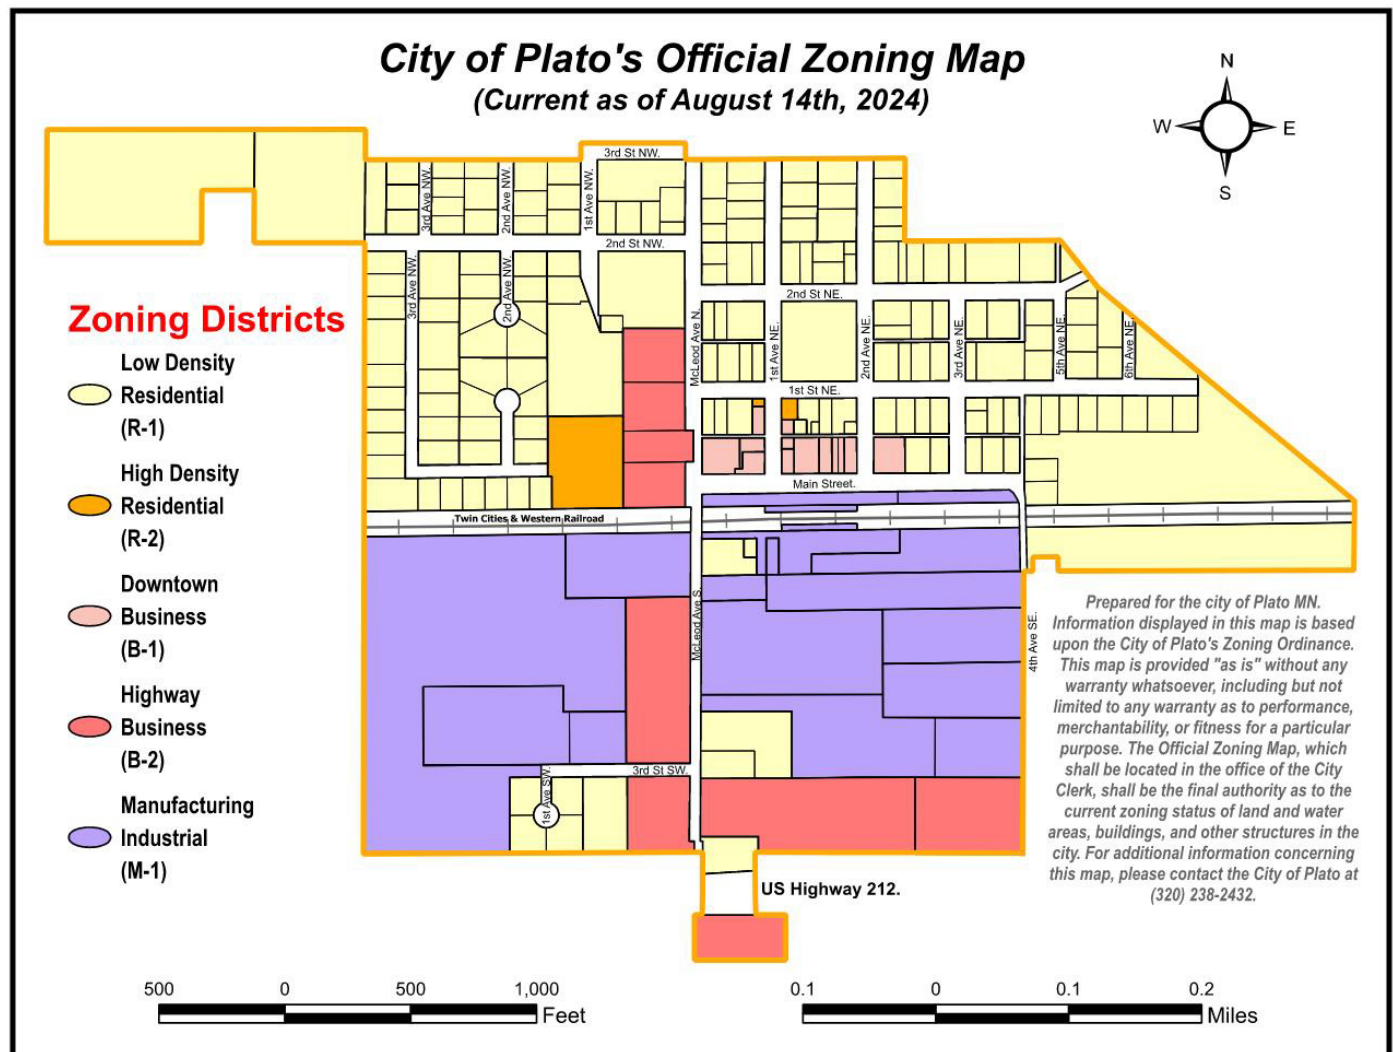 City of Plato's Official Zoning Map
(Current as of August 14th, 2024)
N
W
E
S
3rd St NW.
3rd Ave NW.
2nd Ave NW.
1st Ave NW.
2nd St NW.
3rd Ave NW.
2nd Ave NW.
McLeod Ave N.
2nd St NE.
1st Ave NE.
2nd Ave NE.
3rd Ave NE.
5th Ave NE.
6th Ave NE.
1st St NE.
Main Street.
Twin Cities & Western Railroad
McLeod Ave S.
4th Ave SE.
3rd St SW.
1st Ave SW.
US Highway 212.
Zoning Districts
Low Density
Residential
(R-1)
High Density
Residential
(R-2)
Downtown
Business
(B-1)
Highway
Business
(B-2)
Manufacturing
Industrial
(M-1)
Prepared for the city of Plato MN.
Information displayed in this map is based
upon the City of Plato's Zoning Ordinance.
This map is provided "as is" without any
warranty whatsoever, including but not
limited to any warranty as to performance,
merchantability, or fitness for a particular
purpose. The Official Zoning Map, which
shall be located in the office of the City
Clerk, shall be the final authority as to the
current zoning status of land and water
areas, buildings, and other structures in the
city. For additional information concerning
this map, please contact the City of Plato at
(320) 238-2432.
500 0 500 1,000
Feet
0.1 0 0.1 0.2
Miles